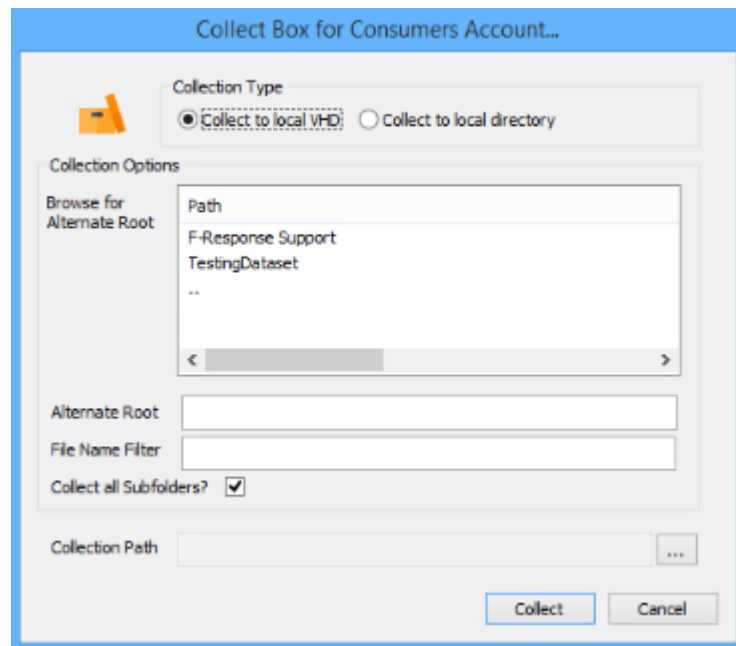 Collect Box for Consumers Account...
Collection Type
Collect to local VHD Collect to local directory
Collection Options
Browse for
Alternate Root
Path
F-Response Support
TestingDataset
..
Alternate Root
File Name Filter
Collect all Subfolders?
Collection Path ...
Collect Cancel